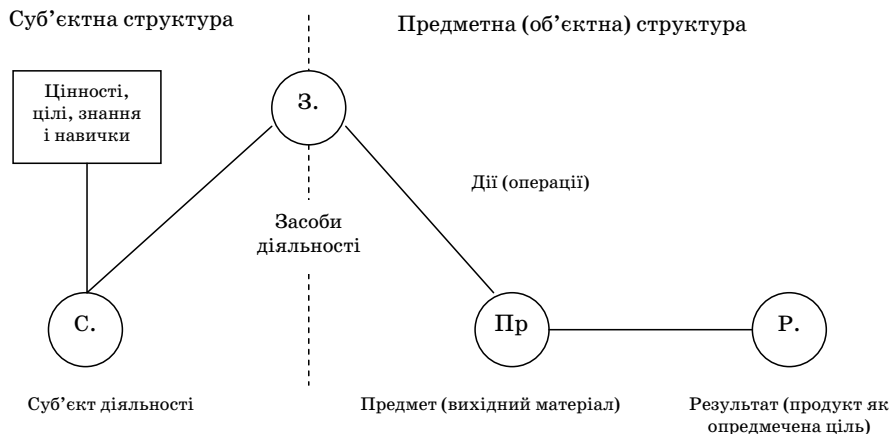 Суб’єктна структура
Предметна (об’єктна) структура
Цінності,
цілі, знання
і навички
З.
Дії (операції)
Засоби
діяльності
С.
Пр
Р.
Суб’єкт діяльності
Предмет (вихідний матеріал)
Результат (продукт як
опредмечена ціль)